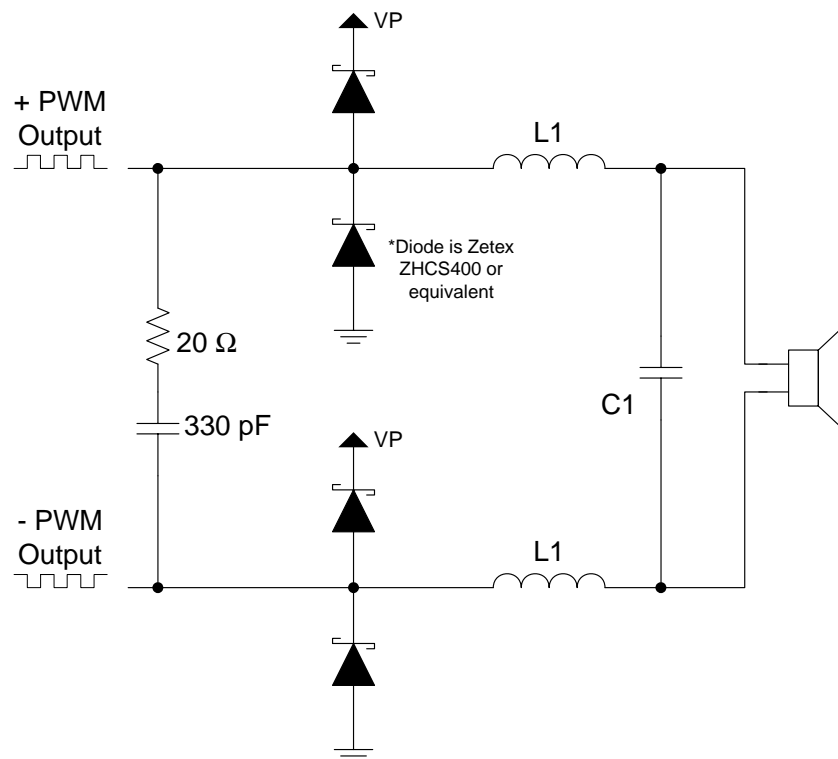 VP
+ PWM
Output
L1
*Diode is Zetex
ZHCS400 or
equivalent
20 Ω
C1
330 pF
VP
- PWM
Output
L1